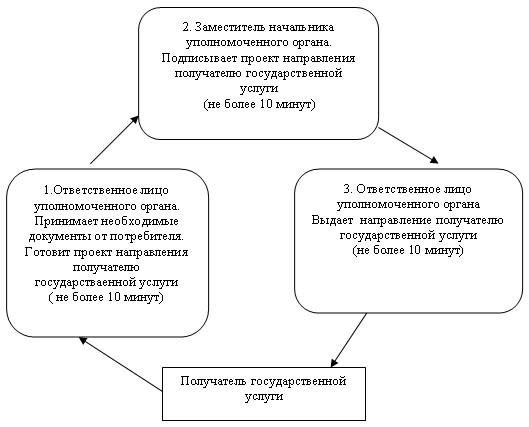 2. Заместитель начальника
уполномоченного органа.
Подписывает проект направления
получателю государственной
услуги
(не более 10 минут)
1.Ответственное лицо
уполномоченного органа.
Принимает необходимые
документы от потребителя.
Готовит проект направления
получателю
государстваенной услуги
( не более 10 минут)
3. Ответственное лицо
уполномоченного органа
Выдает направление получателю
государственной услуги
(не более 10 минут)
Получатель государственной
услуги